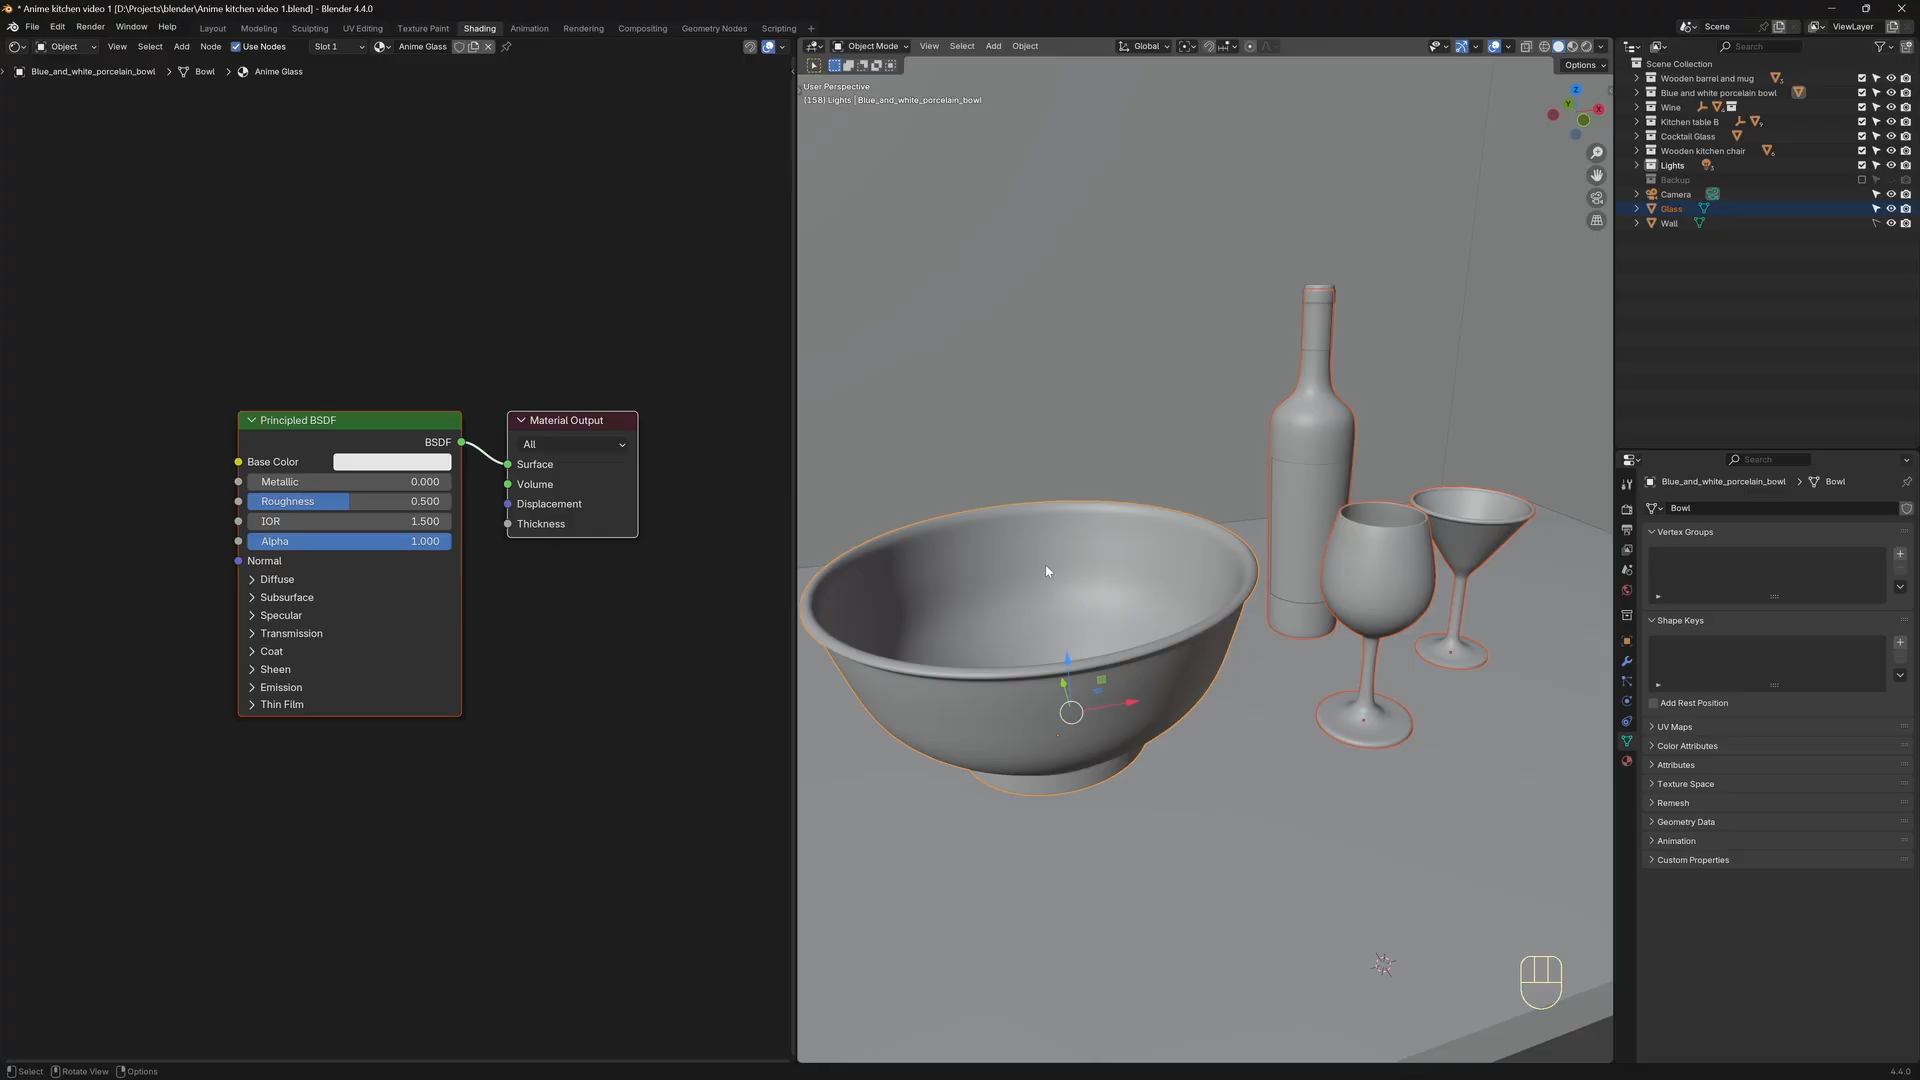 * Anime kitchen video 1 [D:\Projects\blender\Anime kitchen video 1.blend] - Blender 4.4.0
File Edit Render Window Help
Layout Modeling Sculpting UV Editing Texture Paint Shading Animation Rendering Compositing Geometry Nodes Scripting +
Scene
ViewLayer
Object View Select Add Node Use Nodes Slot 1 Anime Glass
Object Mode View Select Add Object Global
Search
Options
Blue_and_white_porcelain_bowl Bowl Anime Glass
User Perspective
(158) Lights | Blue_and_white_porcelain_bowl
Z
Y
X
Scene Collection
Wooden barrel and mug 3
Blue and white porcelain bowl
Wine
Kitchen table B
Cocktail Glass
Wooden kitchen chair 6
Lights 3
Backup
Camera
Glass
Wall
Principled BSDF
BSDF
Base Color
Metallic 0.000
Roughness 0.500
IOR 1.500
Alpha 1.000
Normal
Diffuse
Subsurface
Specular
Transmission
Coat
Sheen
Emission
Thin Film
Material Output
All
Surface
Volume
Displacement
Thickness
Search
Blue_and_white_porcelain_bowl Bowl
Bowl
Vertex Groups
Shape Keys
Add Rest Position
UV Maps
Color Attributes
Attributes
Texture Space
Remesh
Geometry Data
Animation
Custom Properties
Select Rotate View Options
4.4.0